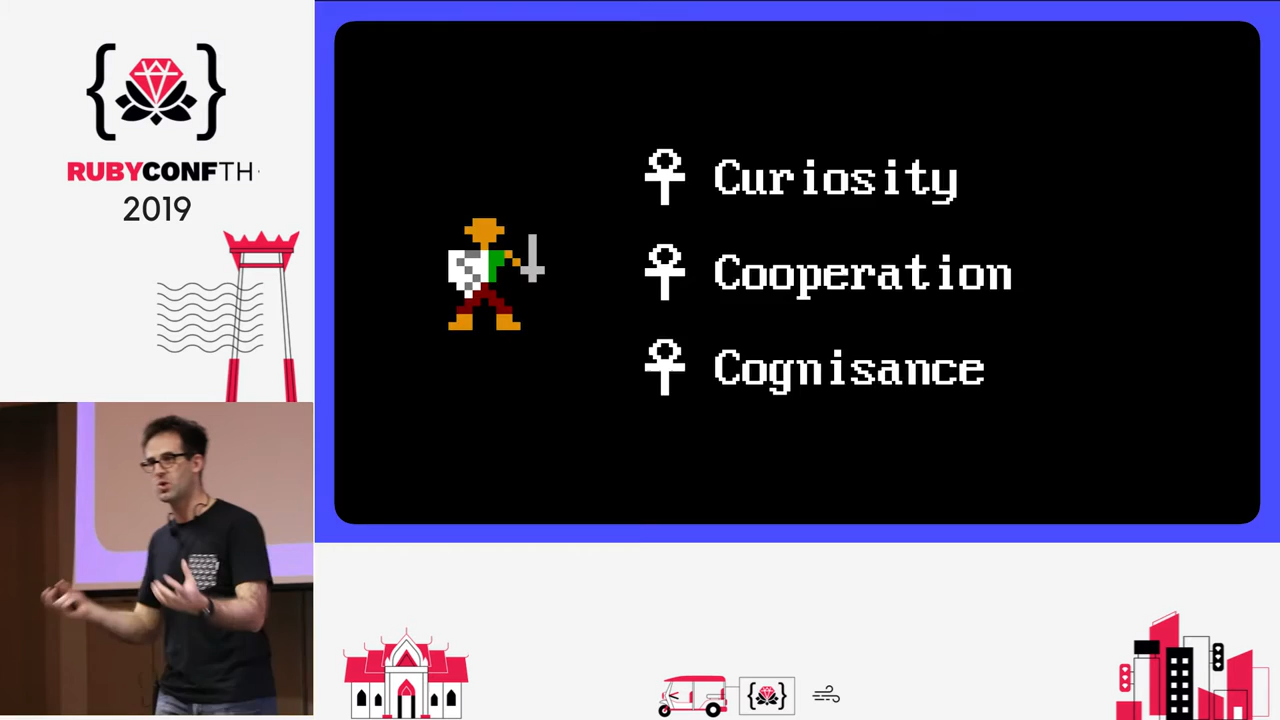 RUBYCONFTH
2019
Curiosity
Cooperation
Cognisance